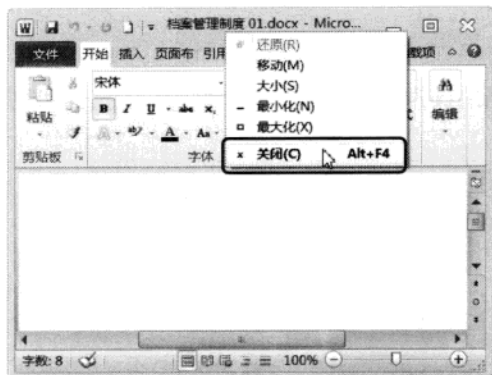 档案管理制度 01.docx - Micro...
文件 开始 插入 页面布 引用
还原(R)
移动(M)
大小(S)
最小化(N)
最大化(X)
关闭(C) Alt+F4
宋体
B I U abc x,
A Aa
粘贴
编辑
剪贴板
字体
字数: 8
100%